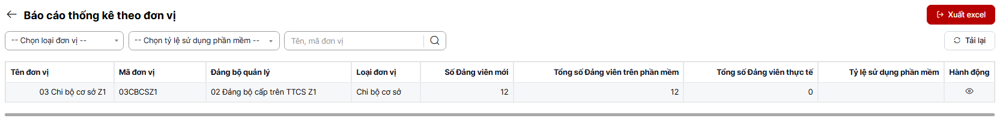 Báo cáo thống kê theo đơn vị
Xuất excel
-- Chọn loại đơn vị --
-- Chọn tỷ lệ sử dụng phần mềm --
Tên, mã đơn vị
Tải lại
Tên đơn vị Mã đơn vị Đảng bộ quản lý Loại đơn vị Số Đảng viên mới Tổng số Đảng viên trên phần mềm Tổng số Đảng viên thực tế Tỷ lệ sử dụng phần mềm Hành động
03 Chi bộ cơ sở Z1 03CBCSZ1 02 Đảng bộ cấp trên TTCS Z1 Chi bộ cơ sở 12 12 0